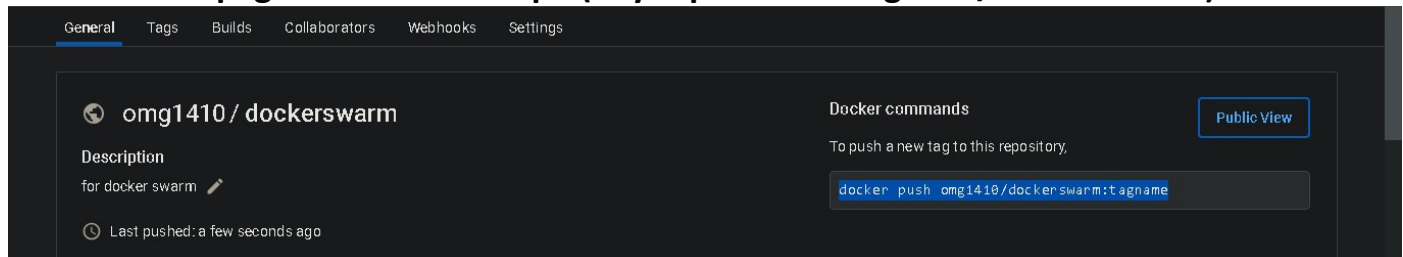 General Tags Builds Collaborators Webhooks Settings
omg1410 / dockerswarm
Description
for docker swarm
Last pushed: a few seconds ago
Docker commands
Public View
To push a new tag to this repository,
docker push omg1410/dockerswarm:tagname